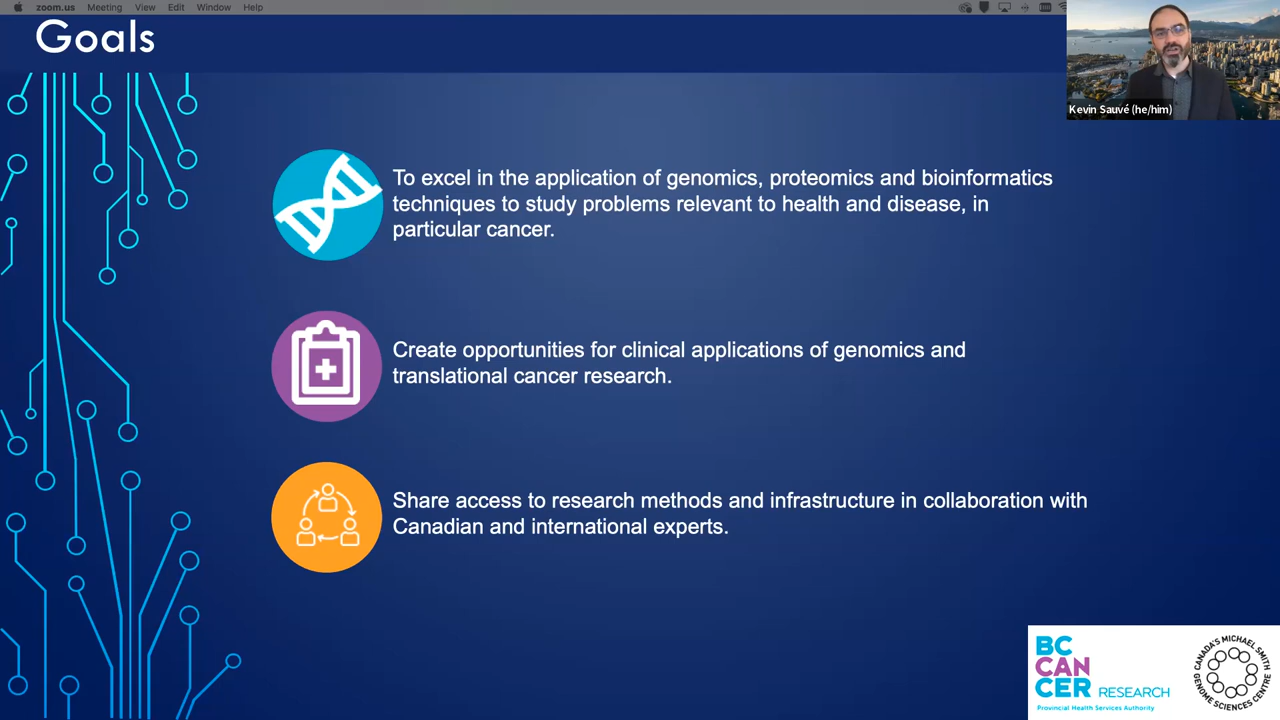 zoom.us Meeting View Edit Window Help
Goals
Kevin Sauvé (he/him)
To excel in the application of genomics, proteomics and bioinformatics
techniques to study problems relevant to health and disease, in
particular cancer.
Create opportunities for clinical applications of genomics and
translational cancer research.
Share access to research methods and infrastructure in collaboration with
Canadian and international experts.
BC
CAN
CER RESEARCH
Provincial Health Services Authority
CANADA'S MICHAEL SMITH
GENOME SCIENCES CENTRE